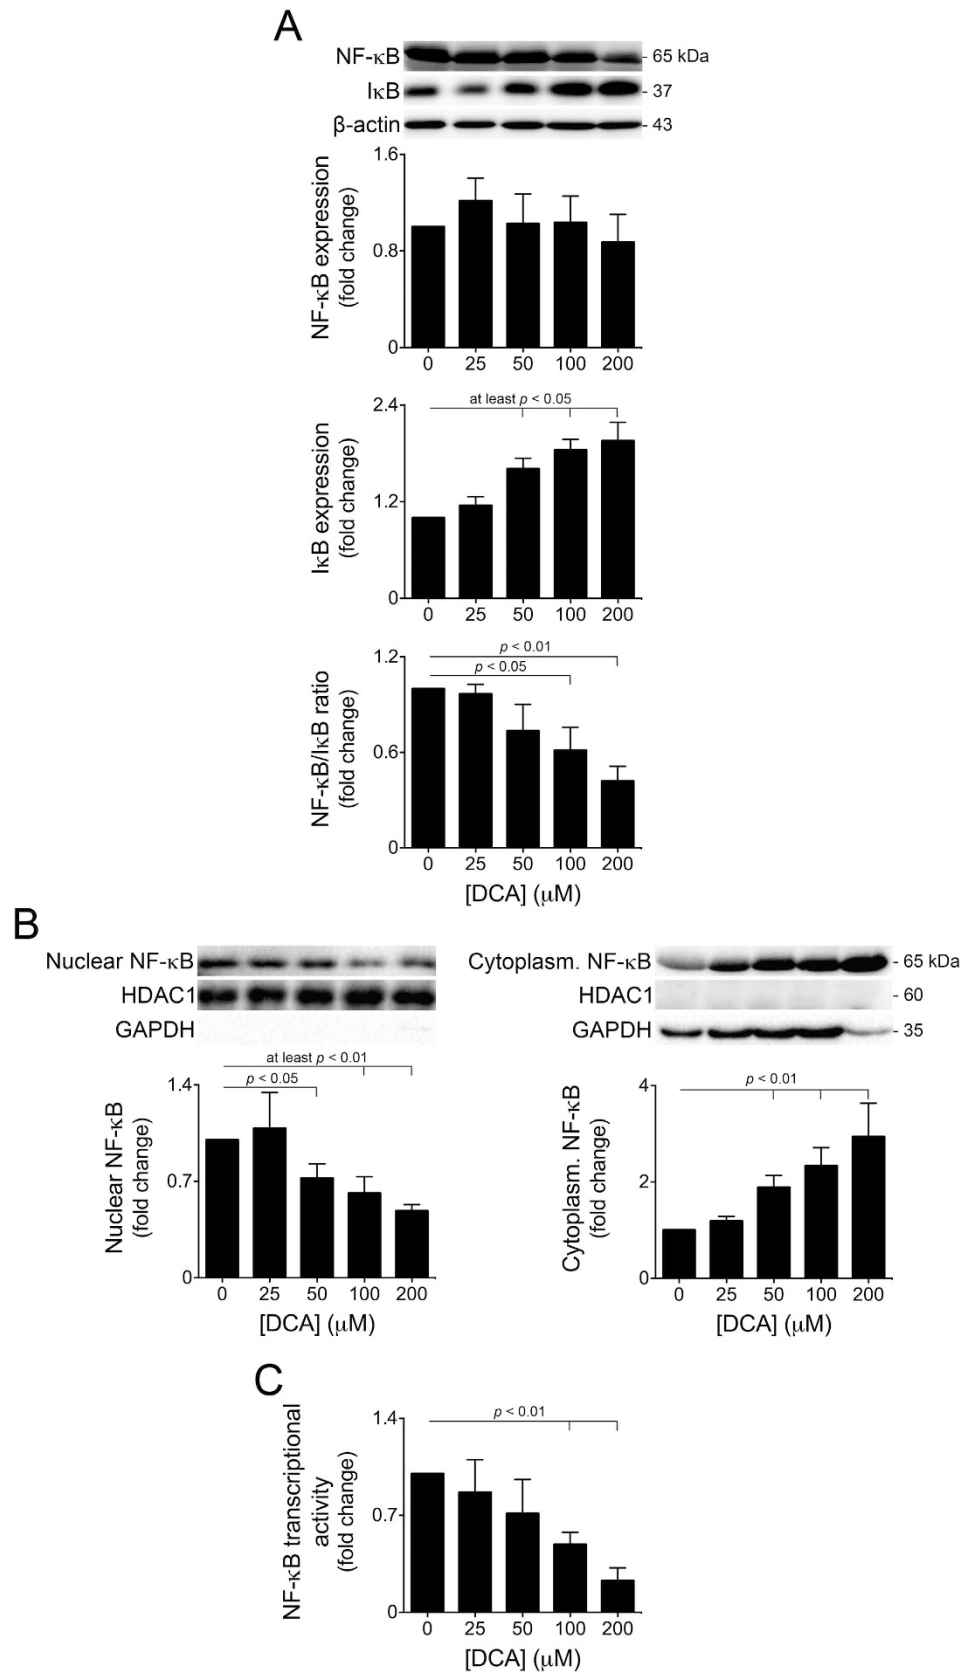 A
NF-κB
- 65 kDa
IκB
- 37
β-actin
- 43
NF-κB expression
(fold change)
1.6
0.8
0
0 25 50 100 200
IκB expression
(fold change)
at least p < 0.05
2.4
1.2
0
0 25 50 100 200
NF-κB/IκB ratio
(fold change)
p < 0.01
p < 0.05
1.2
0.6
0
0 25 50 100 200
[DCA] (μM)
B
Nuclear NF-κB
HDAC1
GAPDH
Nuclear NF-κB
(fold change)
at least p < 0.01
p < 0.05
1.4
0.7
0
0 25 50 100 200
[DCA] (μM)
Cytoplasm. NF-κB
- 65 kDa
HDAC1
- 60
GAPDH
- 35
Cytoplasm. NF-κB
(fold change)
p < 0.01
4
2
0
0 25 50 100 200
[DCA] (μM)
C
NF-κB transcriptional
activity
(fold change)
p < 0.01
1.4
0.7
0
0 25 50 100 200
[DCA] (μM)